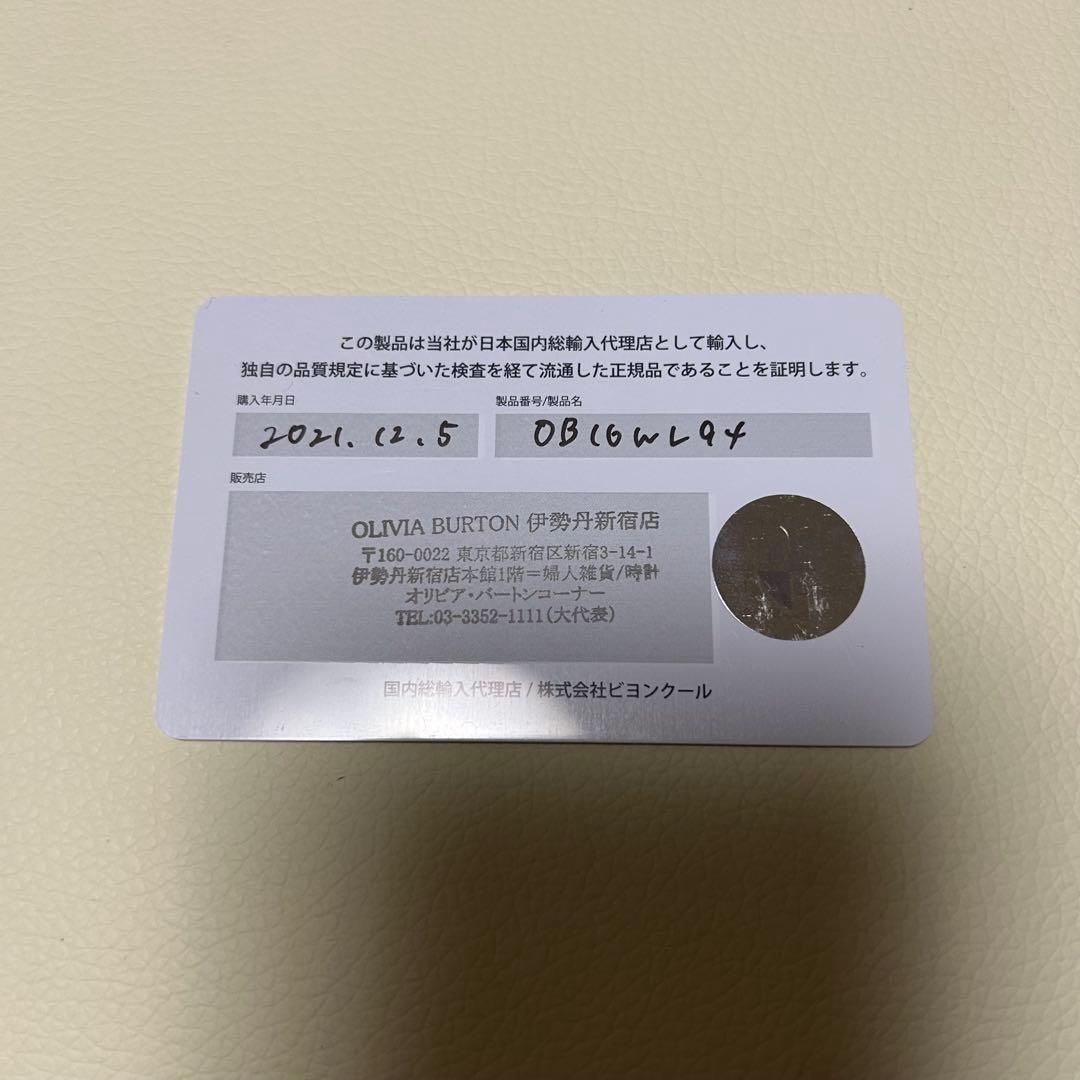 この製品は当社が日本国内総輸入代理店として輸入し、
独自の品質規定に基づいた検査を経て流通した正規品であることを証明します。
購入年月日
製品番号/製品名
2021.12.5
OB16WL94
販売店
OLIVIA BURTON 伊勢丹新宿店
〒160-0022 東京都新宿区新宿3-14-1
伊勢丹新宿店本館1階=婦人雑貨/時計
オリビア・バートンコーナー
TEL:03-3352-1111(大代表)
国内総輸入代理店 / 株式会社ビヨンクール